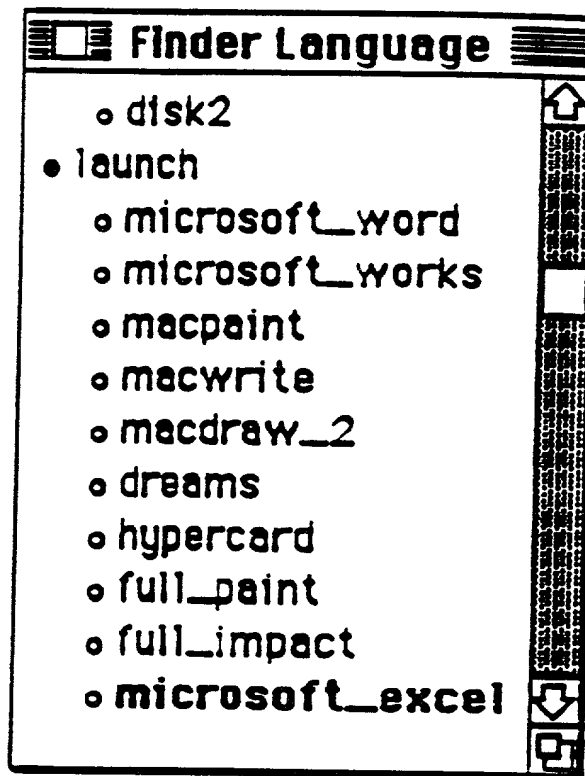 Finder Language
disk2
launch
microsoft_word
microsoft_works
macpaint
macwrite
macdraw_2
dreams
hypercard
full_paint
full_impact
microsoft_excel